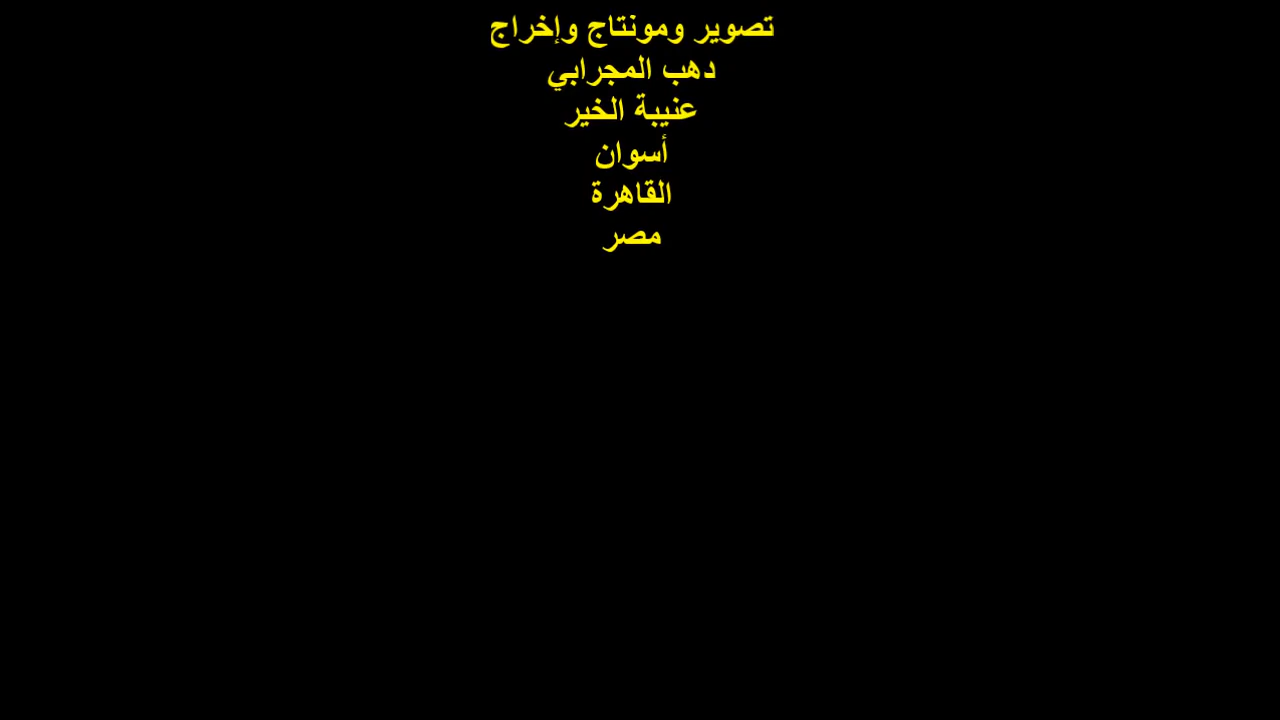 تصوير ومونتاج وإخراج
دهب المجرابي
عنيبة الخير
أسوان
القاهرة
مصر